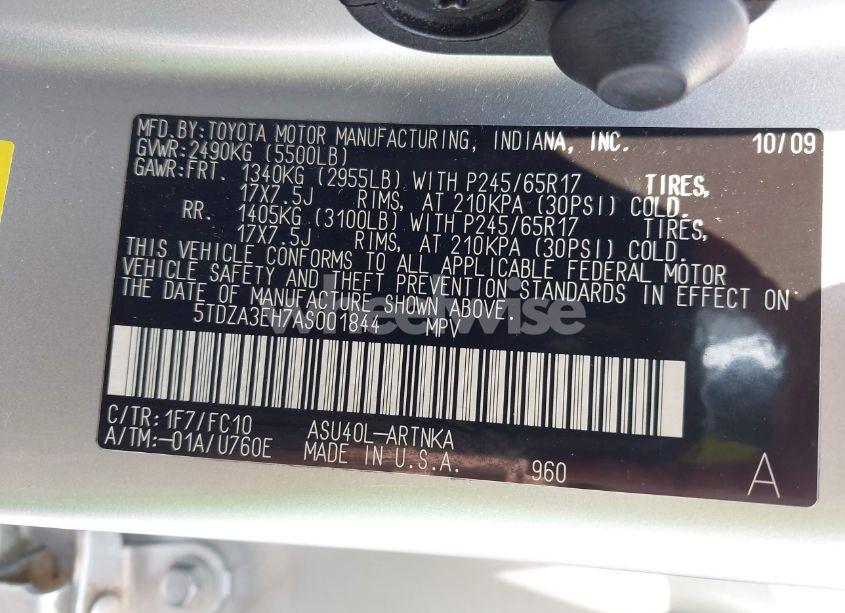 MFD.BY:TOYOTA MOTOR MANUFACTURING, INDIANA, INC. 10/09
GVWR:2490KG (5500LB)
GAWR:FRT. 1340KG (2955LB) WITH P245/65R17 TIRES,
17X7.5J RIMS, AT 210KPA (30PSI) COLD.
RR. 1405KG (3100LB) WITH P245/65R17 TIRES,
17X7.5J RIMS, AT 210KPA (30PSI) COLD.
THIS VEHICLE CONFORMS TO ALL APPLICABLE FEDERAL MOTOR
VEHICLE SAFETY AND THEFT PREVENTION STANDARDS IN EFFECT ON
THE DATE OF MANUFACTURE SHOWN ABOVE.
5TDZA3EH7AS001844 MPV
wheelwise
C/TR:1F7/FC10 ASU40L-ARTNKA
A/TM:-01A/U760E MADE IN U.S.A. 960 A